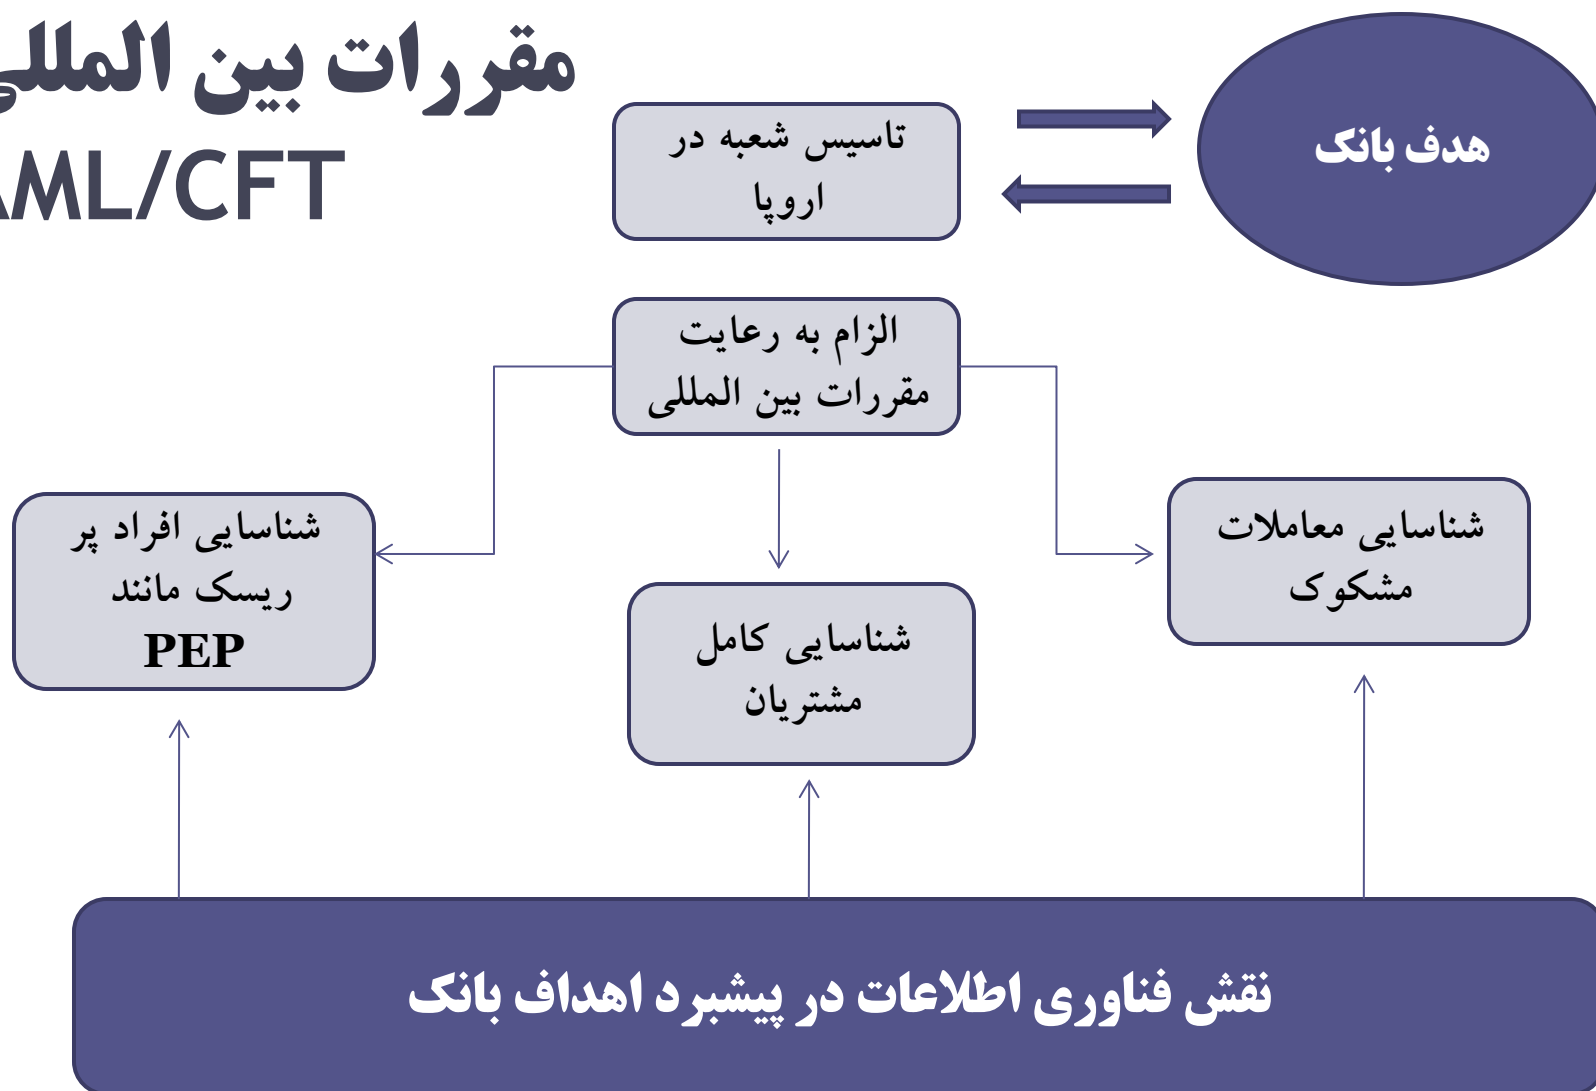 مقررات بین المللی
AML/CFT
هدف بانک
تاسیس شعبه در
اروپا
الزام به رعایت
مقررات بین المللی
شناسایی معاملات
مشکوک
شناسایی کامل
مشتریان
شناسایی افراد پر
ریسک مانند
PEP
نقش فناوری اطلاعات در پیشبرد اهداف بانک